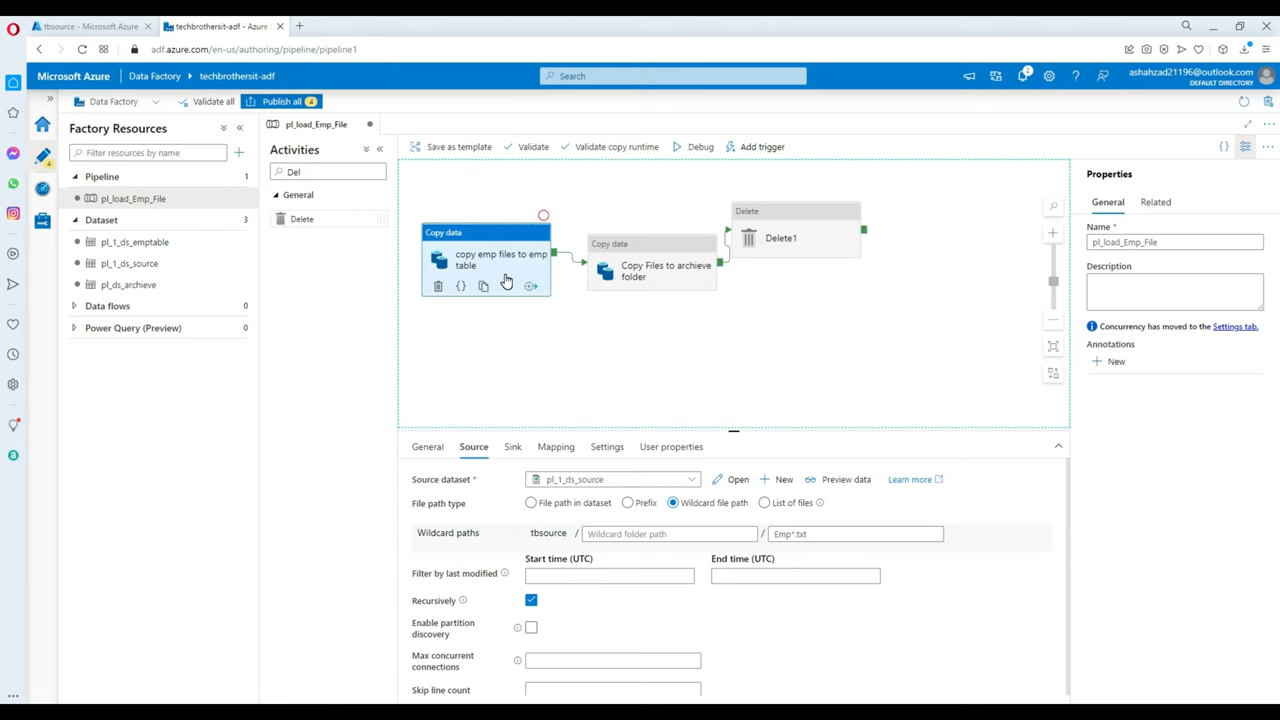 tbsource - Microsoft Azure
techbrothersit-adf - Azure
adf.azure.com/en-us/authoring/pipeline/pipeline1
Microsoft Azure
Data Factory
techbrothersit-adf
Search
2
ashahzad21196@outlook.com
DEFAULT DIRECTORY
Data Factory
Validate all
Publish all 4
4
Factory Resources
Filter resources by name
Pipeline 1
pl_load_Emp_File
Dataset 3
pl_1_ds_emptable
pl_1_ds_source
pl_ds_archieve
Data flows 0
Power Query (Preview) 0
pl_load_Emp_File
Activities
Del
General
Delete
Save as template
Validate
Validate copy runtime
Debug
Add trigger
Copy data
copy emp files to emp
table
Copy data
Copy Files to archieve
folder
Delete
Delete1
General
Source
Sink
Mapping
Settings
User properties
Source dataset *
pl_1_ds_source
Open
New
Preview data
Learn more
File path type
File path in dataset
Prefix
Wildcard file path
List of files
Wildcard paths
tbsource / Wildcard folder path / Emp*.txt
Start time (UTC)
End time (UTC)
Filter by last modified
Recursively
Enable partition
discovery
Max concurrent
connections
Skip line count
Properties
General
Related
Name *
pl_load_Emp_File
Description
Concurrency has moved to the Settings tab.
Annotations
New